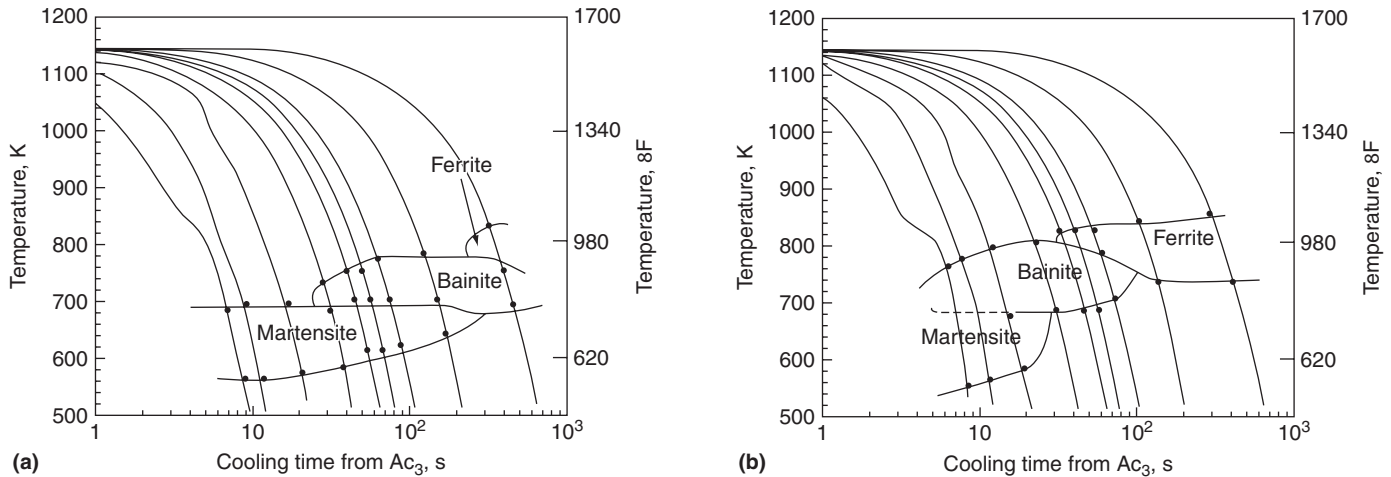 1200
1100
1000
900
800
700
600
500
Temperature, K
1700
1340
980
620
Temperature, 8F
Ferrite
Bainite
Martensite
1
10
10²
10³
(a)
Cooling time from Ac₃, s
1200
1100
1000
900
800
700
600
500
Temperature, K
1700
1340
980
620
Temperature, 8F
Ferrite
Bainite
Martensite
1
10
10²
10³
(b)
Cooling time from Ac₃, s